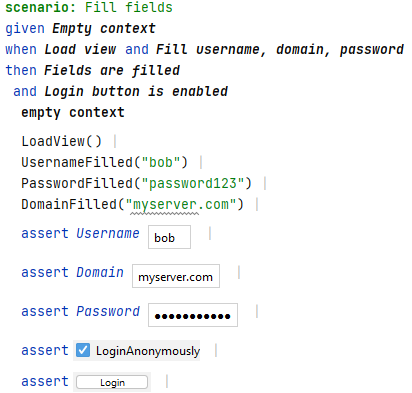 scenario: Fill fields
given Empty context
when Load view and Fill username, domain, password
then Fields are filled
and Login button is enabled
empty context
LoadView() |
UsernameFilled("bob") |
PasswordFilled("password123") |
DomainFilled("myserver.com") |
assert Username bob |
assert Domain myserver.com |
assert Password ●●●●●●●●●●● |
assert LoginAnonymously |
assert Login |